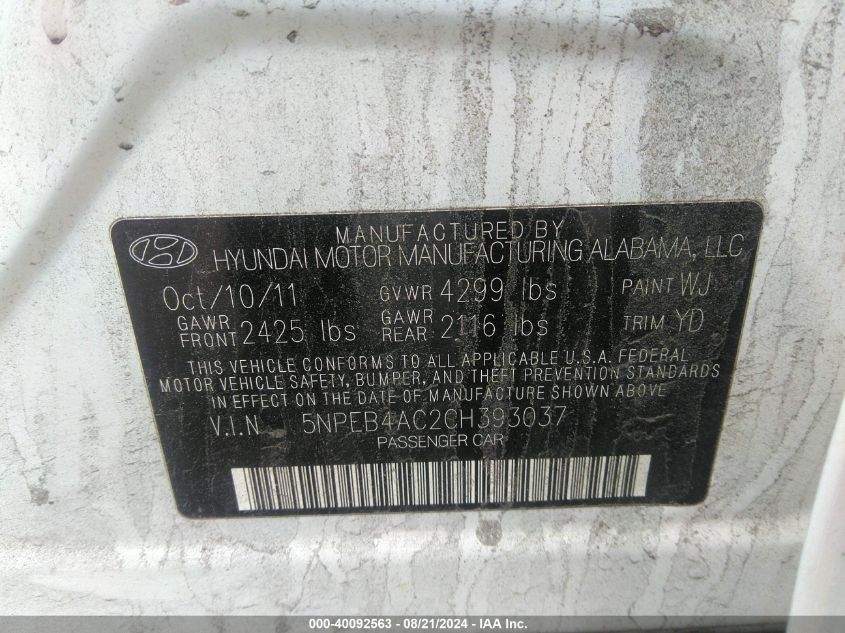 MANUFACTURED BY
HYUNDAI MOTOR MANUFACTURING ALABAMA, LLC
Oct/10/11 GVWR 4299 lbs PAINT WJ
GAWR FRONT 2425 lbs GAWR REAR 2116 lbs TRIM YD
THIS VEHICLE CONFORMS TO ALL APPLICABLE U.S.A. FEDERAL
MOTOR VEHICLE SAFETY, BUMPER, AND THEFT PREVENTION STANDARDS
IN EFFECT ON THE DATE OF MANUFACTURE SHOWN ABOVE
V.I.N 5NPEB4AC2CH393037
PASSENGER CAR
000-40092563 - 08/21/2024 - IAA Inc.